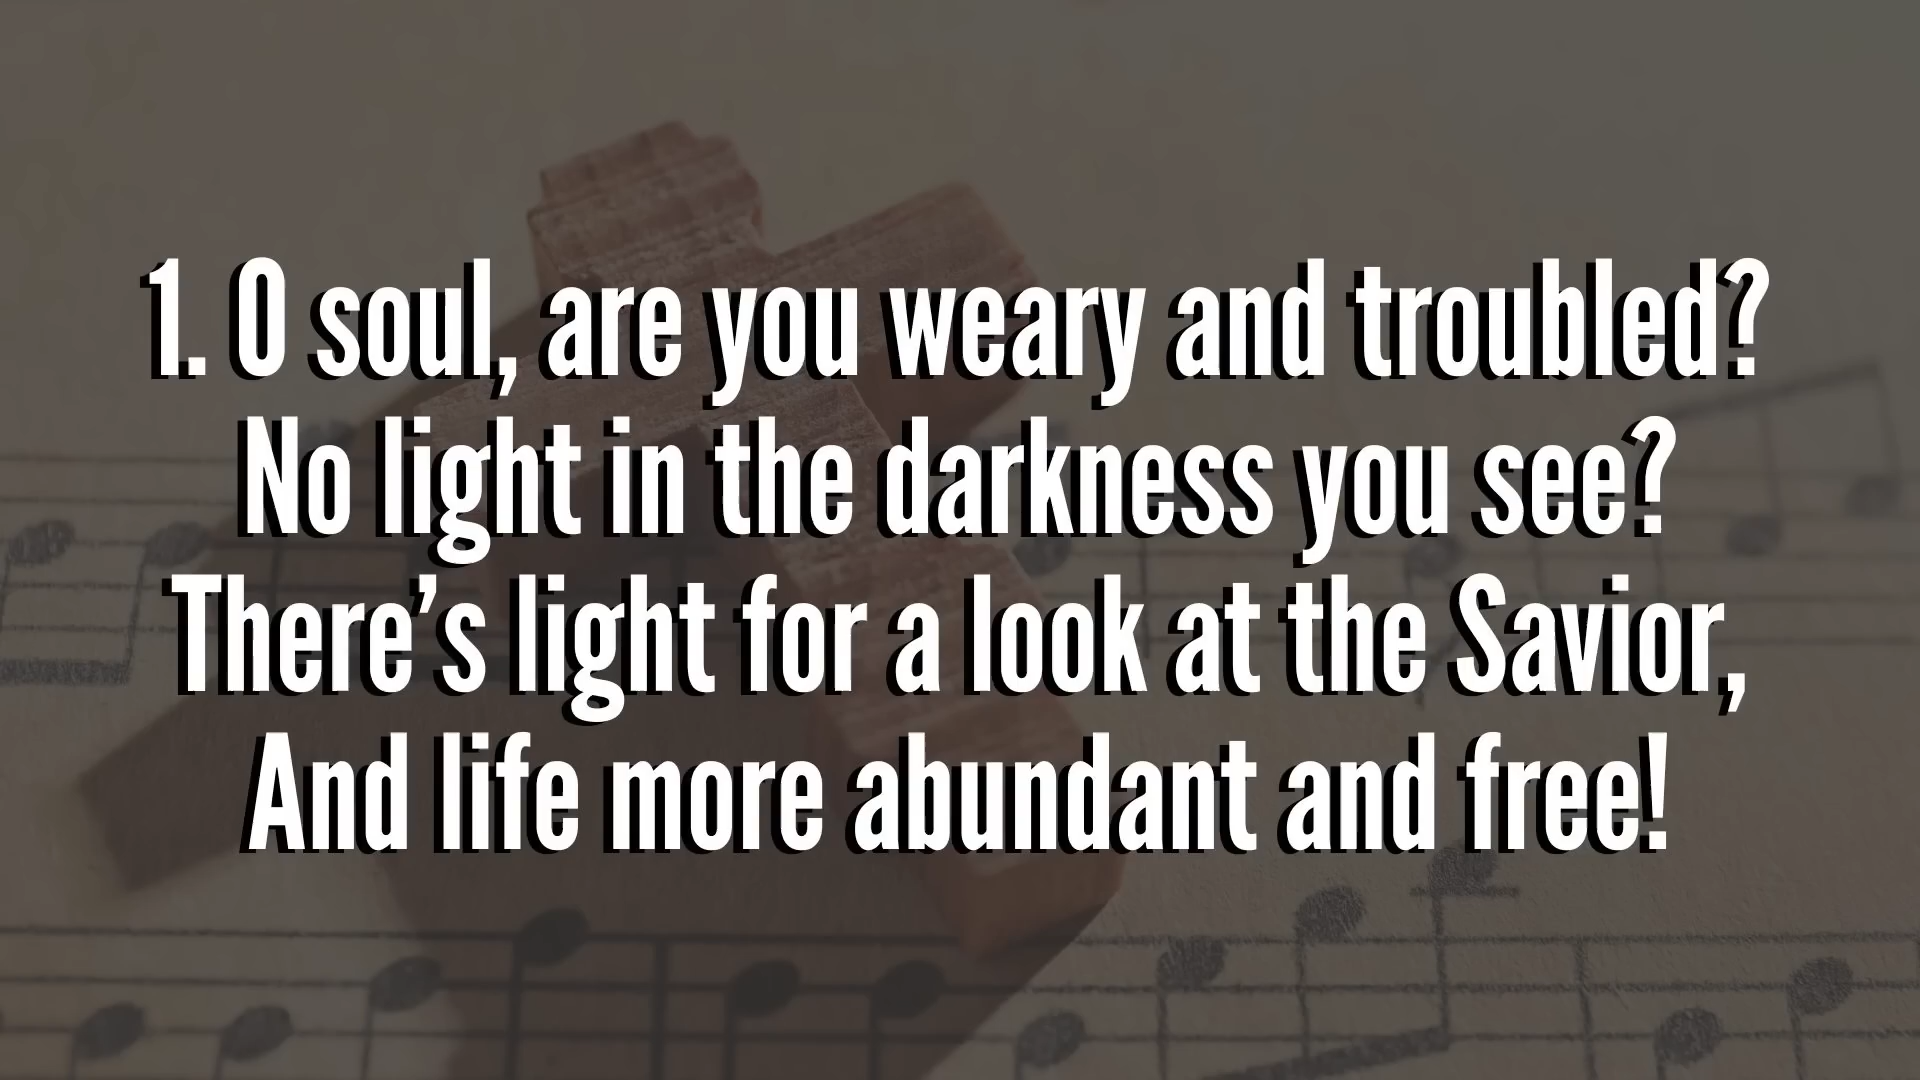 1. O soul, are you weary and troubled?
No light in the darkness you see?
There’s light for a look at the Savior,
And life more abundant and free!